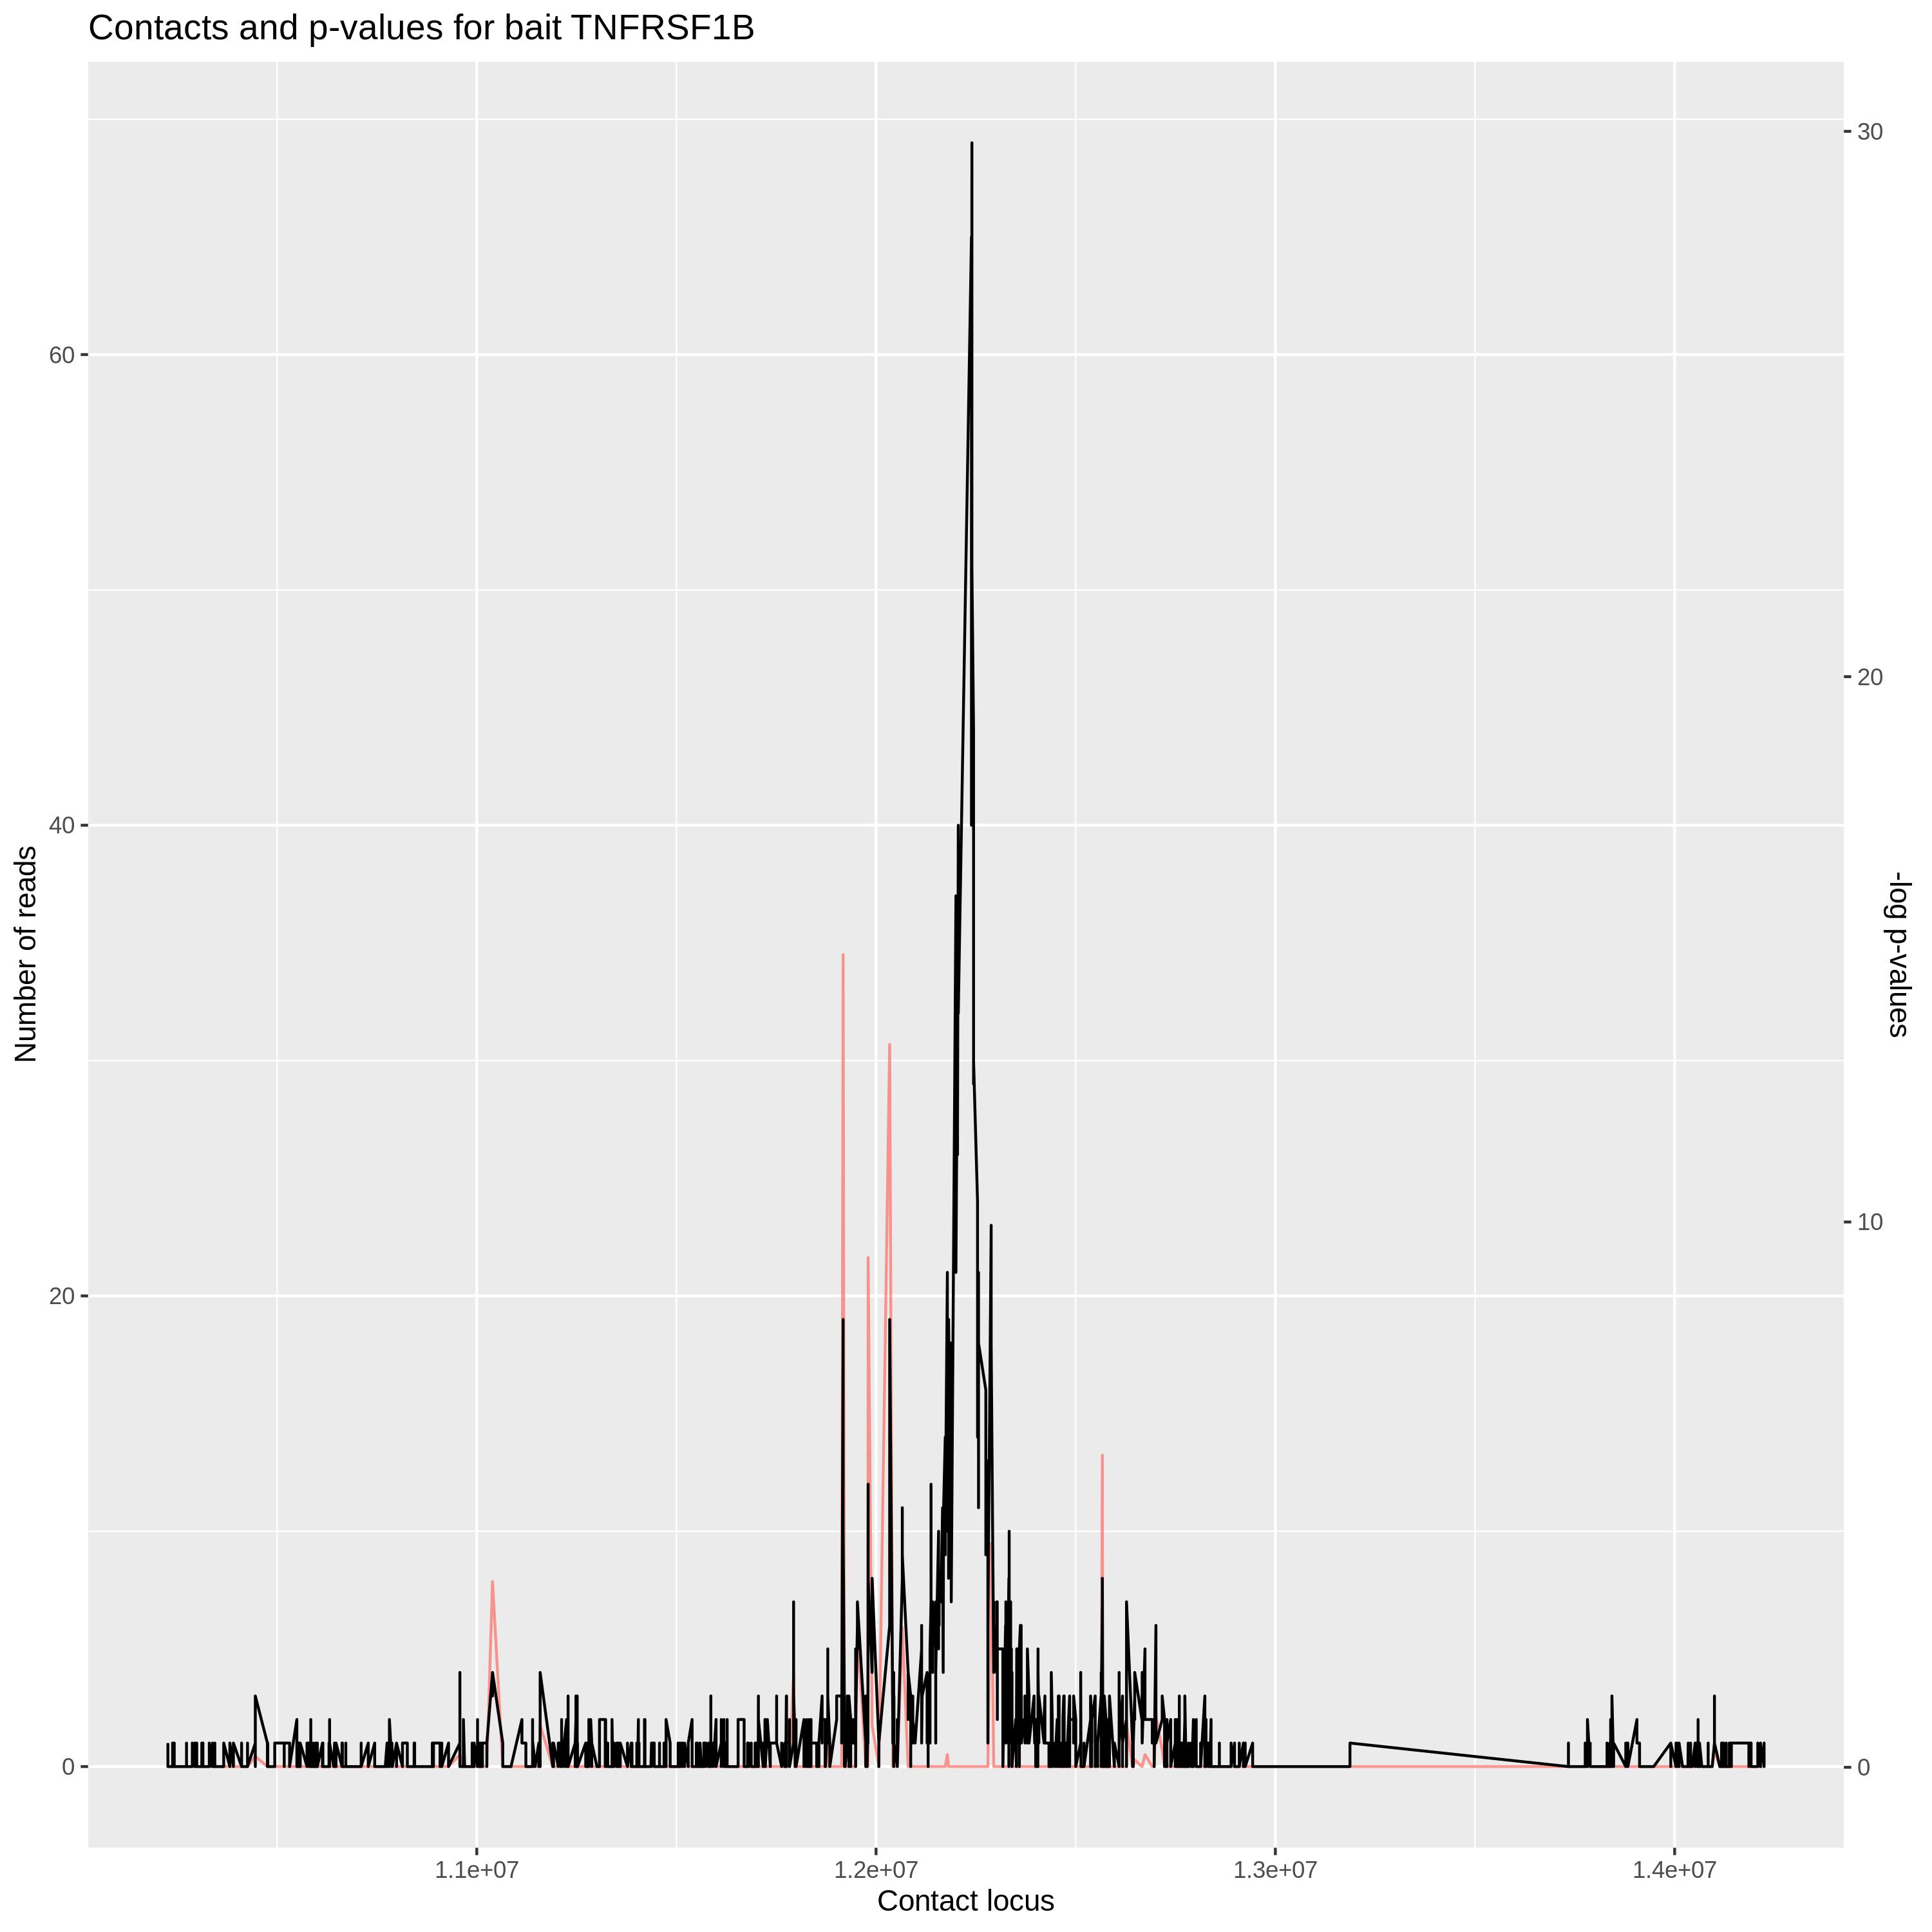 Contacts and p-values for bait TNFRSF1B
Number of reads
60
40
20
0
30
20
10
0
-log p-values
1.1e+07
1.2e+07
1.3e+07
1.4e+07
Contact locus